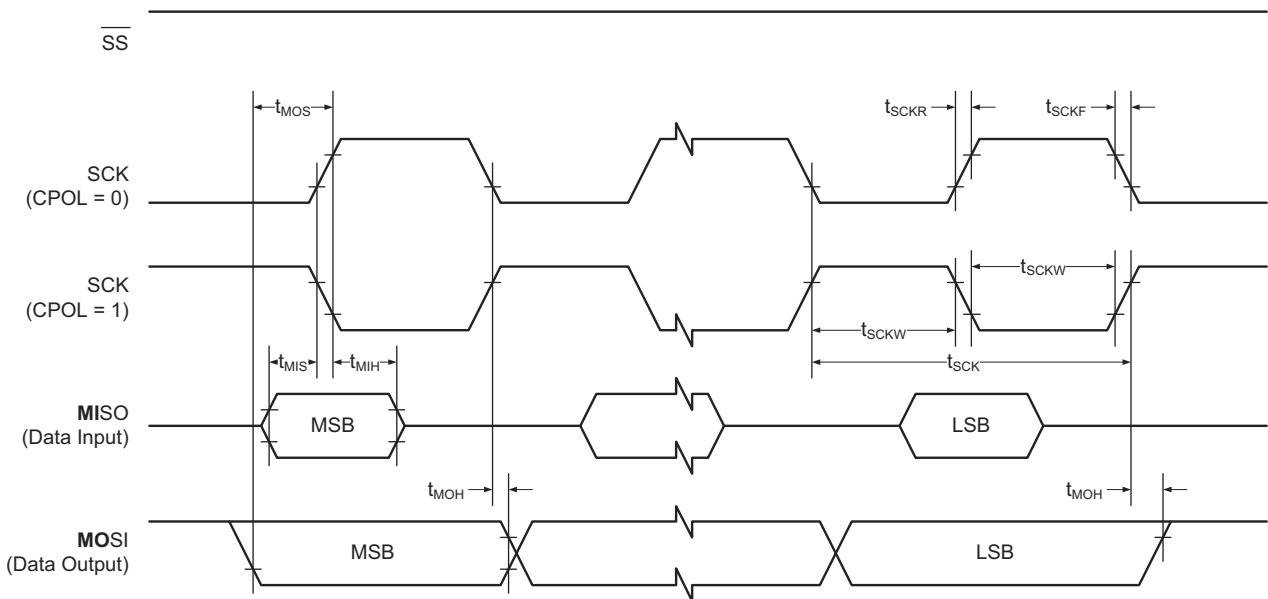 SS
tMOS
tSCKR
tSCKF
SCK
(CPOL = 0)
SCK
(CPOL = 1)
tSCKW
tSCKW
tMIS
tMIH
tSCK
MISO
(Data Input)
MSB
LSB
tMOH
tMOH
MOSI
(Data Output)
MSB
LSB